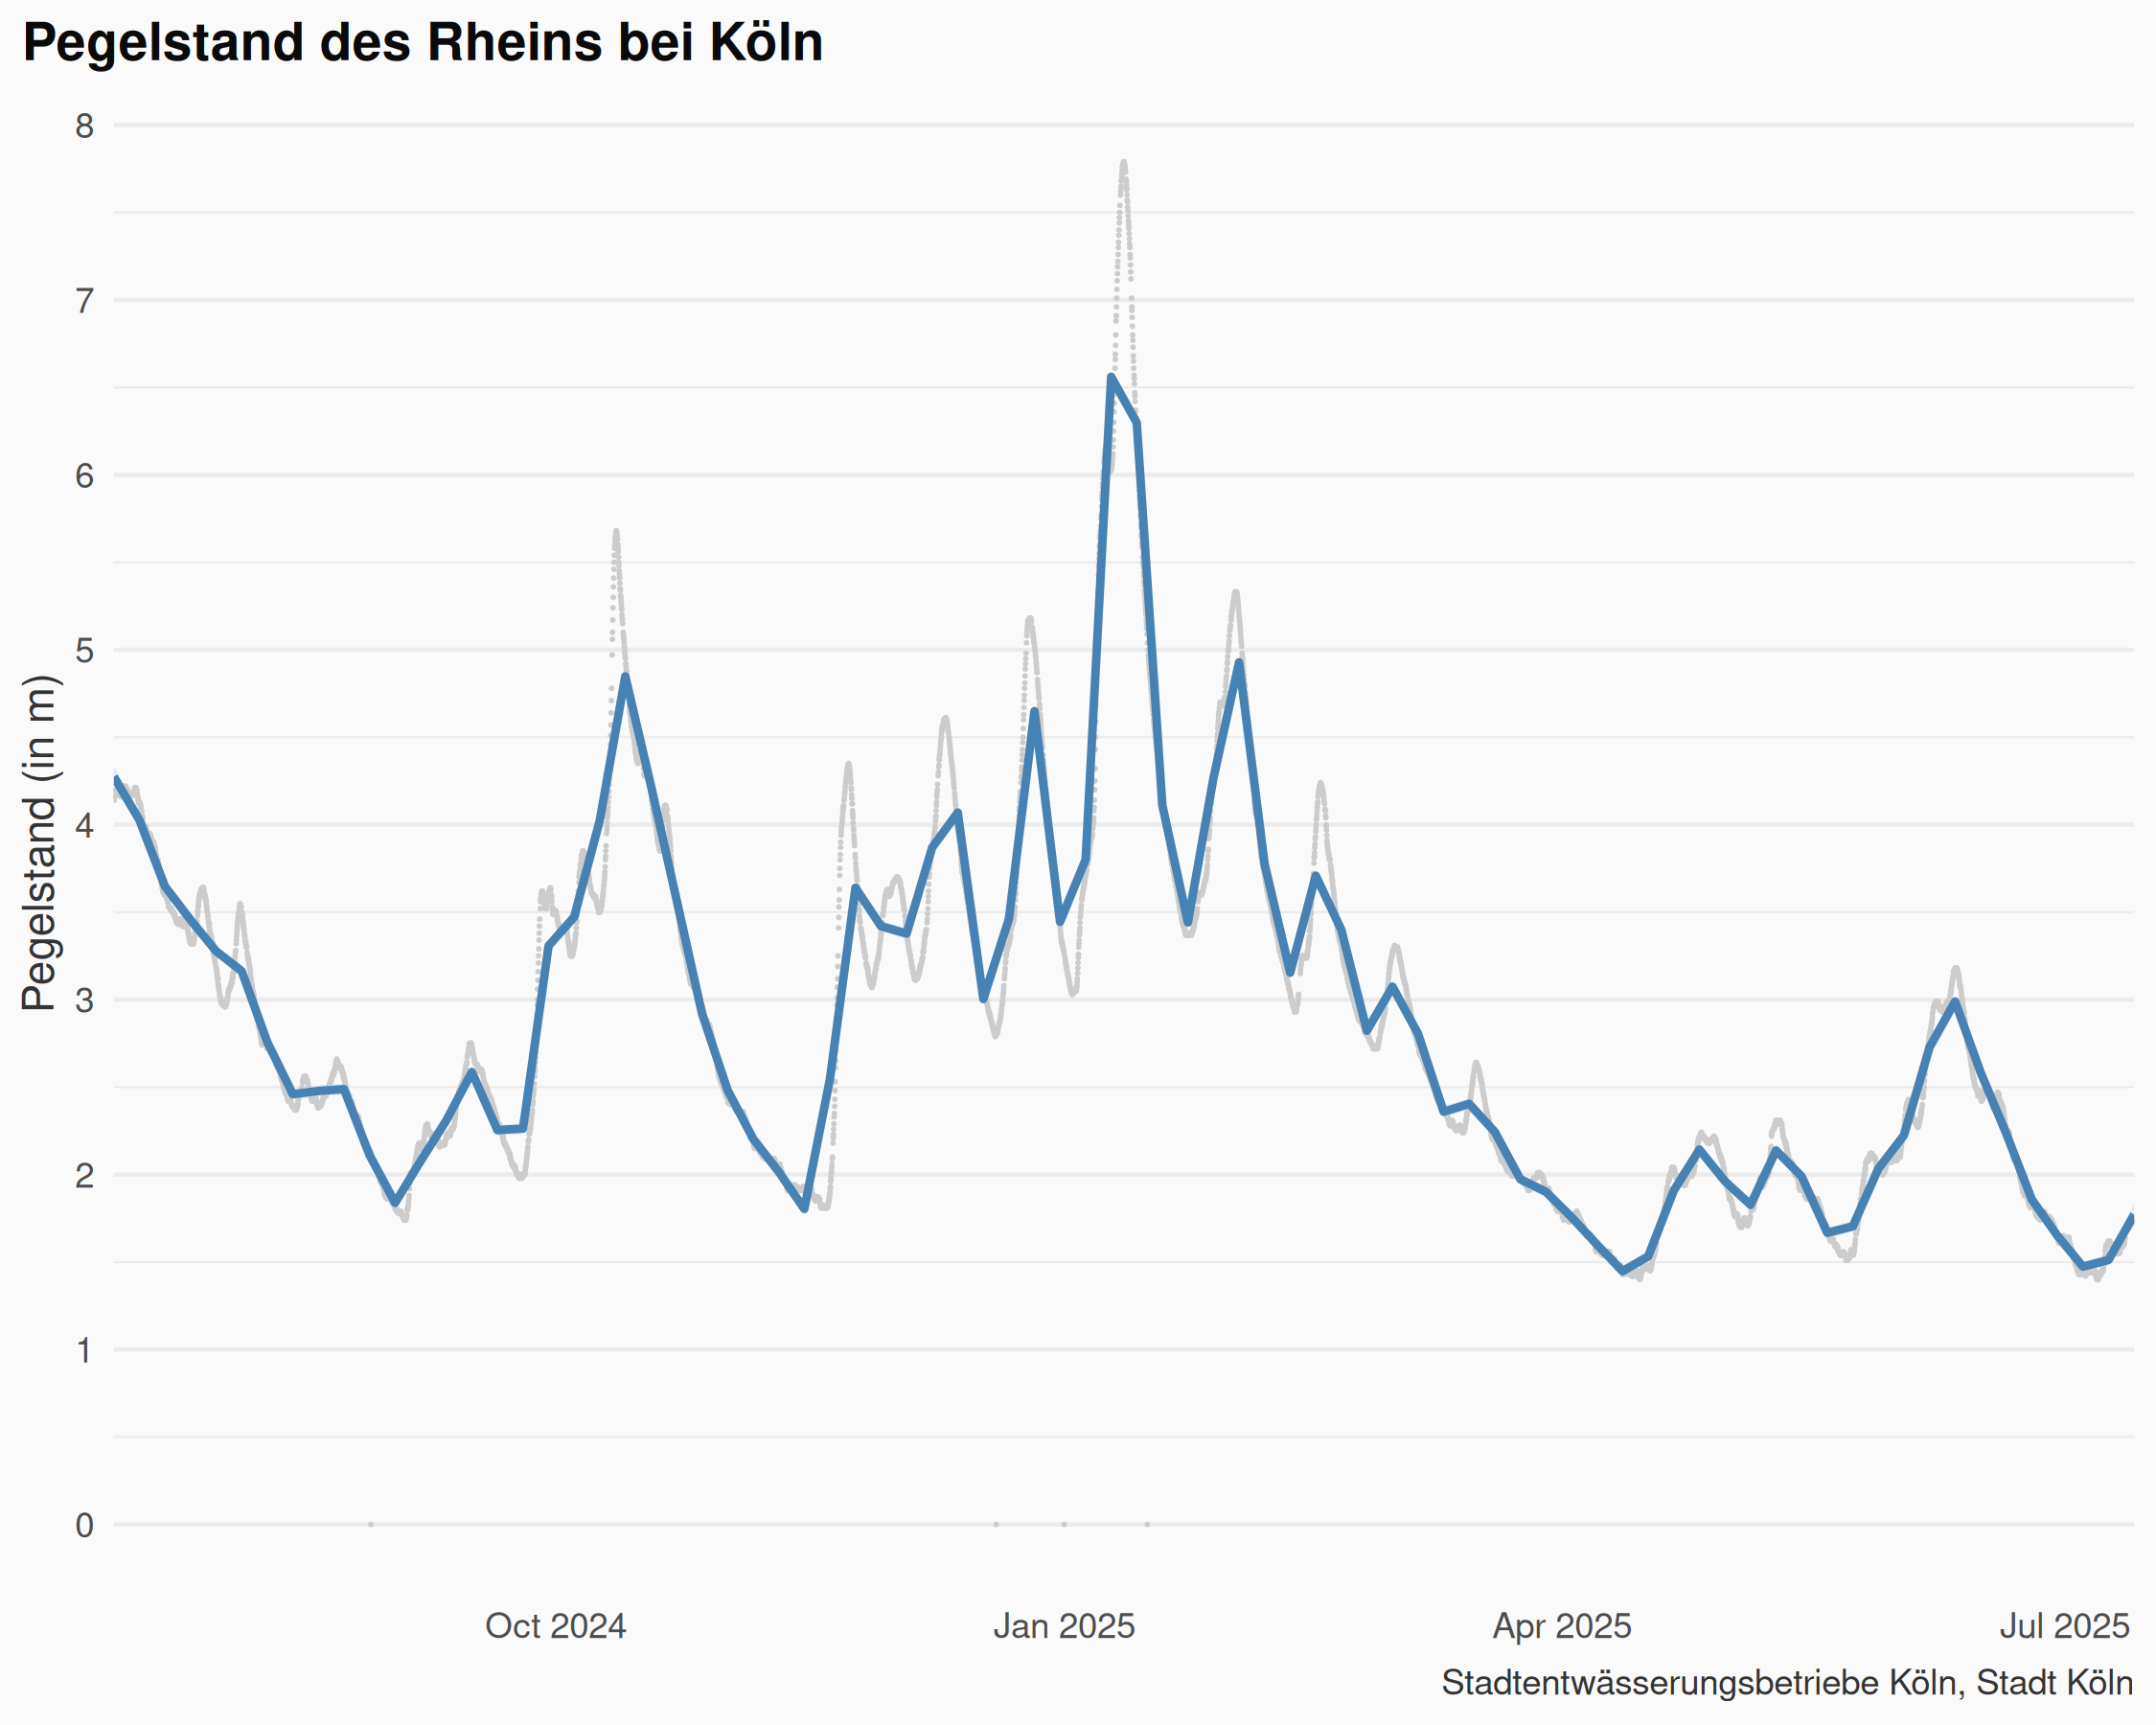 Pegelstand des Rheins bei Köln
8
7
6
5
4
3
2
1
0
Pegelstand (in m)
Oct 2024 Jan 2025 Apr 2025 Jul 2025
Stadtentwässerungsbetriebe Köln, Stadt Köln